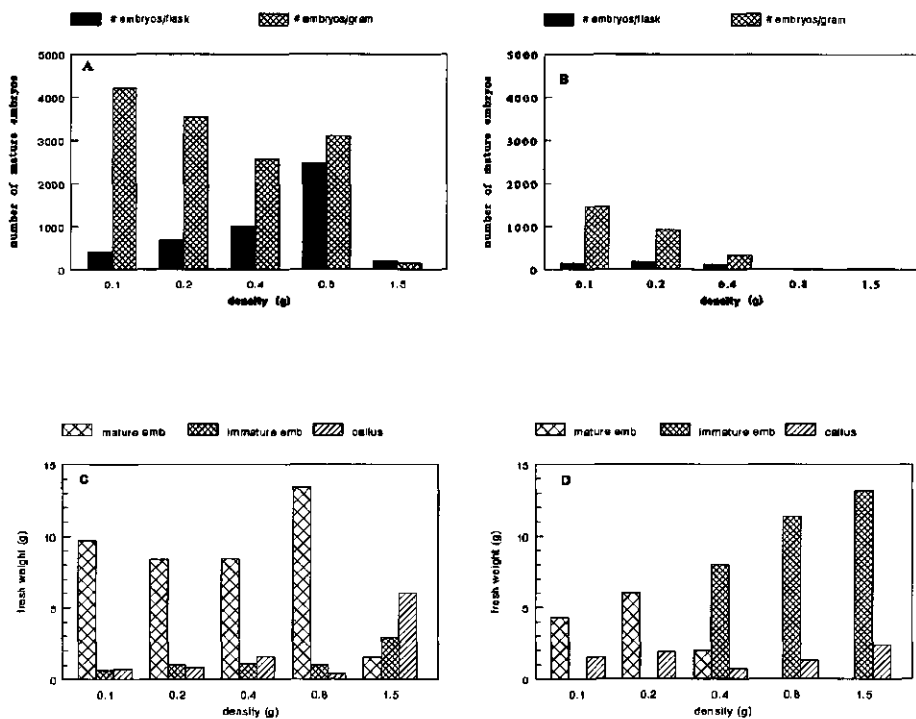 # embryos/flask # embryos/gram
A
5000
4000
3000
2000
1000
0
number of mature embryos
0.1 0.2 0.4 0.8 1.5
density (g)
# embryos/flask # embryos/gram
B
5000
4000
3000
2000
1000
0
number of mature embryos
0.1 0.2 0.4 0.8 1.5
density (g)
mature emb immature emb callus
C
15
10
5
0
fresh weight (g)
0.1 0.2 0.4 0.8 1.5
density (g)
mature emb immature emb callus
D
15
10
5
0
fresh weight (g)
0.1 0.2 0.4 0.8 1.5
density (g)